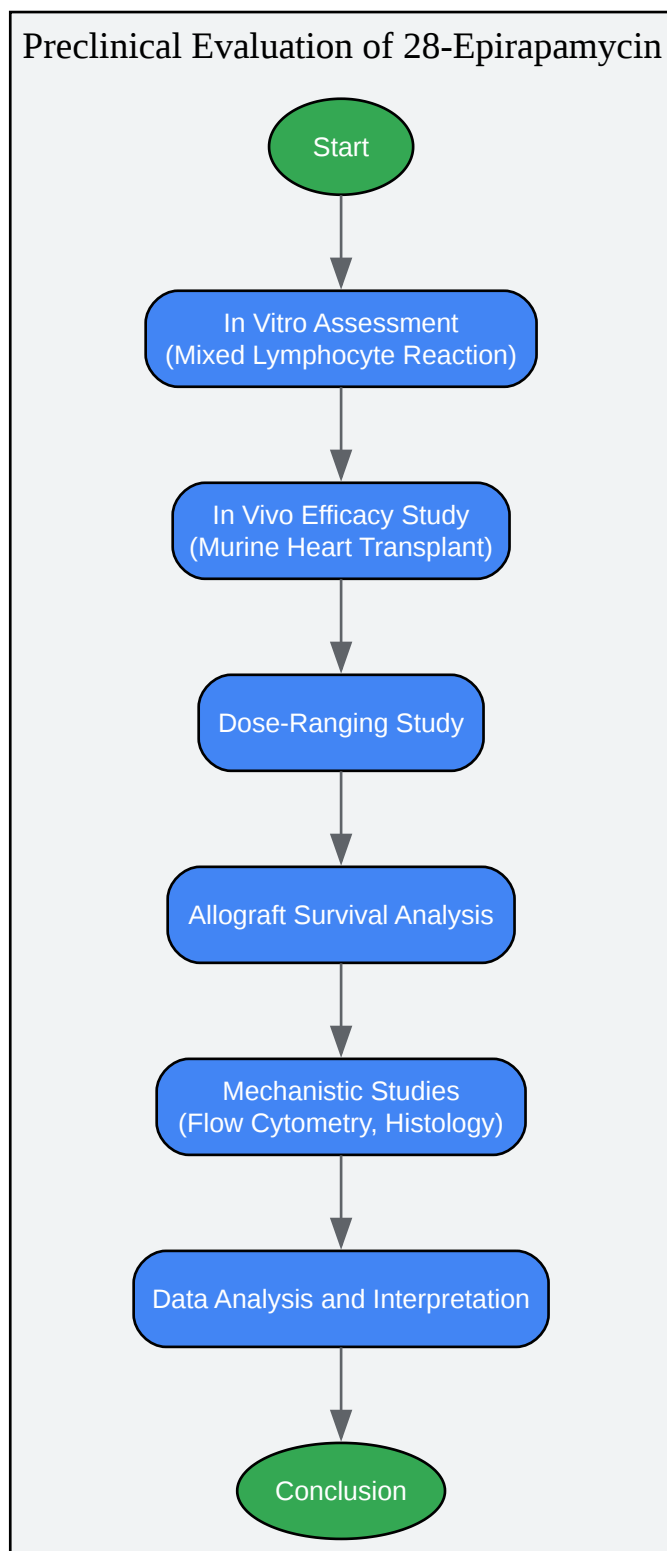 Preclinical Evaluation of 28-Epirapamycin
Start
In Vitro Assessment
(Mixed Lymphocyte Reaction)
In Vivo Efficacy Study
(Murine Heart Transplant)
Dose-Ranging Study
Allograft Survival Analysis
Mechanistic Studies
(Flow Cytometry, Histology)
Data Analysis and Interpretation
Conclusion